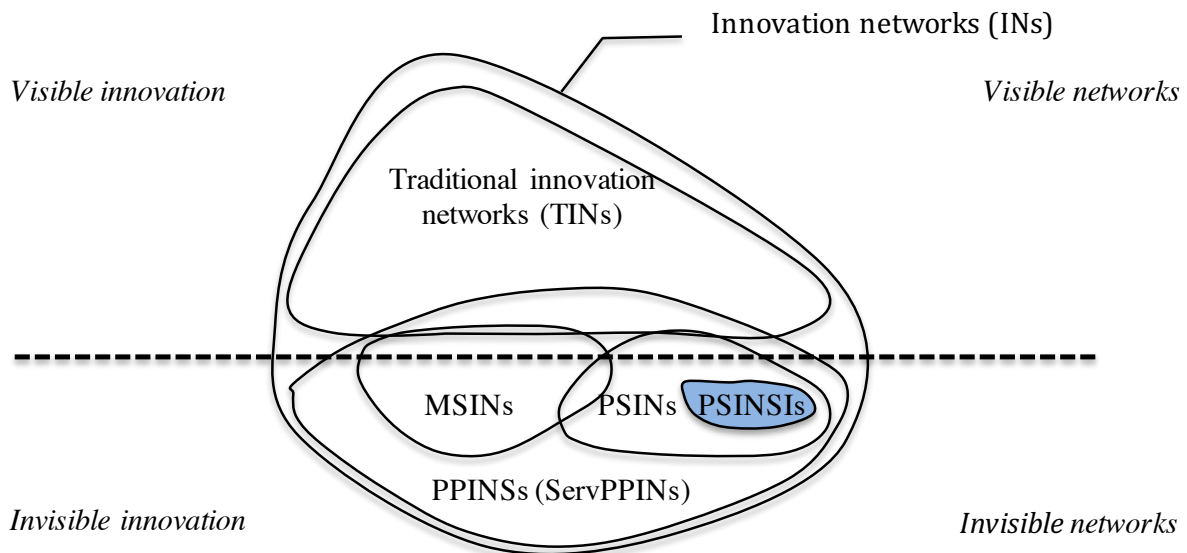 Innovation networks (INs)
Visible innovation
Visible networks
Traditional innovation
networks (TINs)
MSINs
PSINs
PSINSIs
PPINSs (ServPPINs)
Invisible innovation
Invisible networks